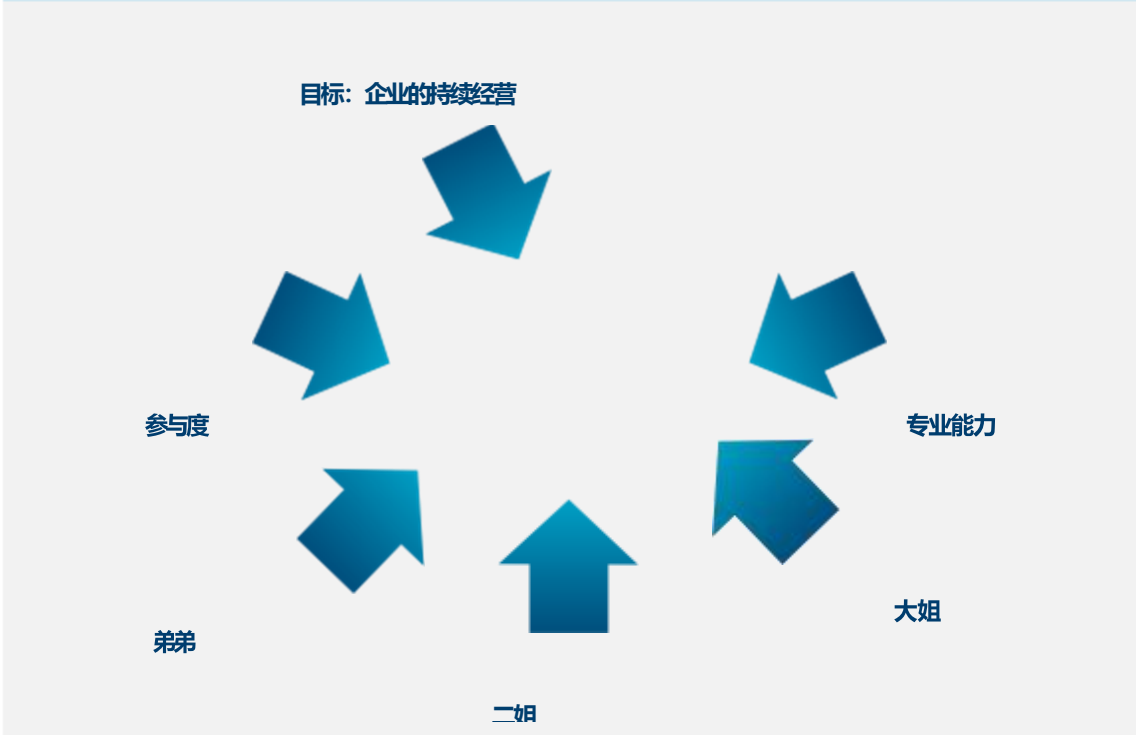 目标：企业的持续经营
参与度
专业能力
大姐
弟弟
二姐